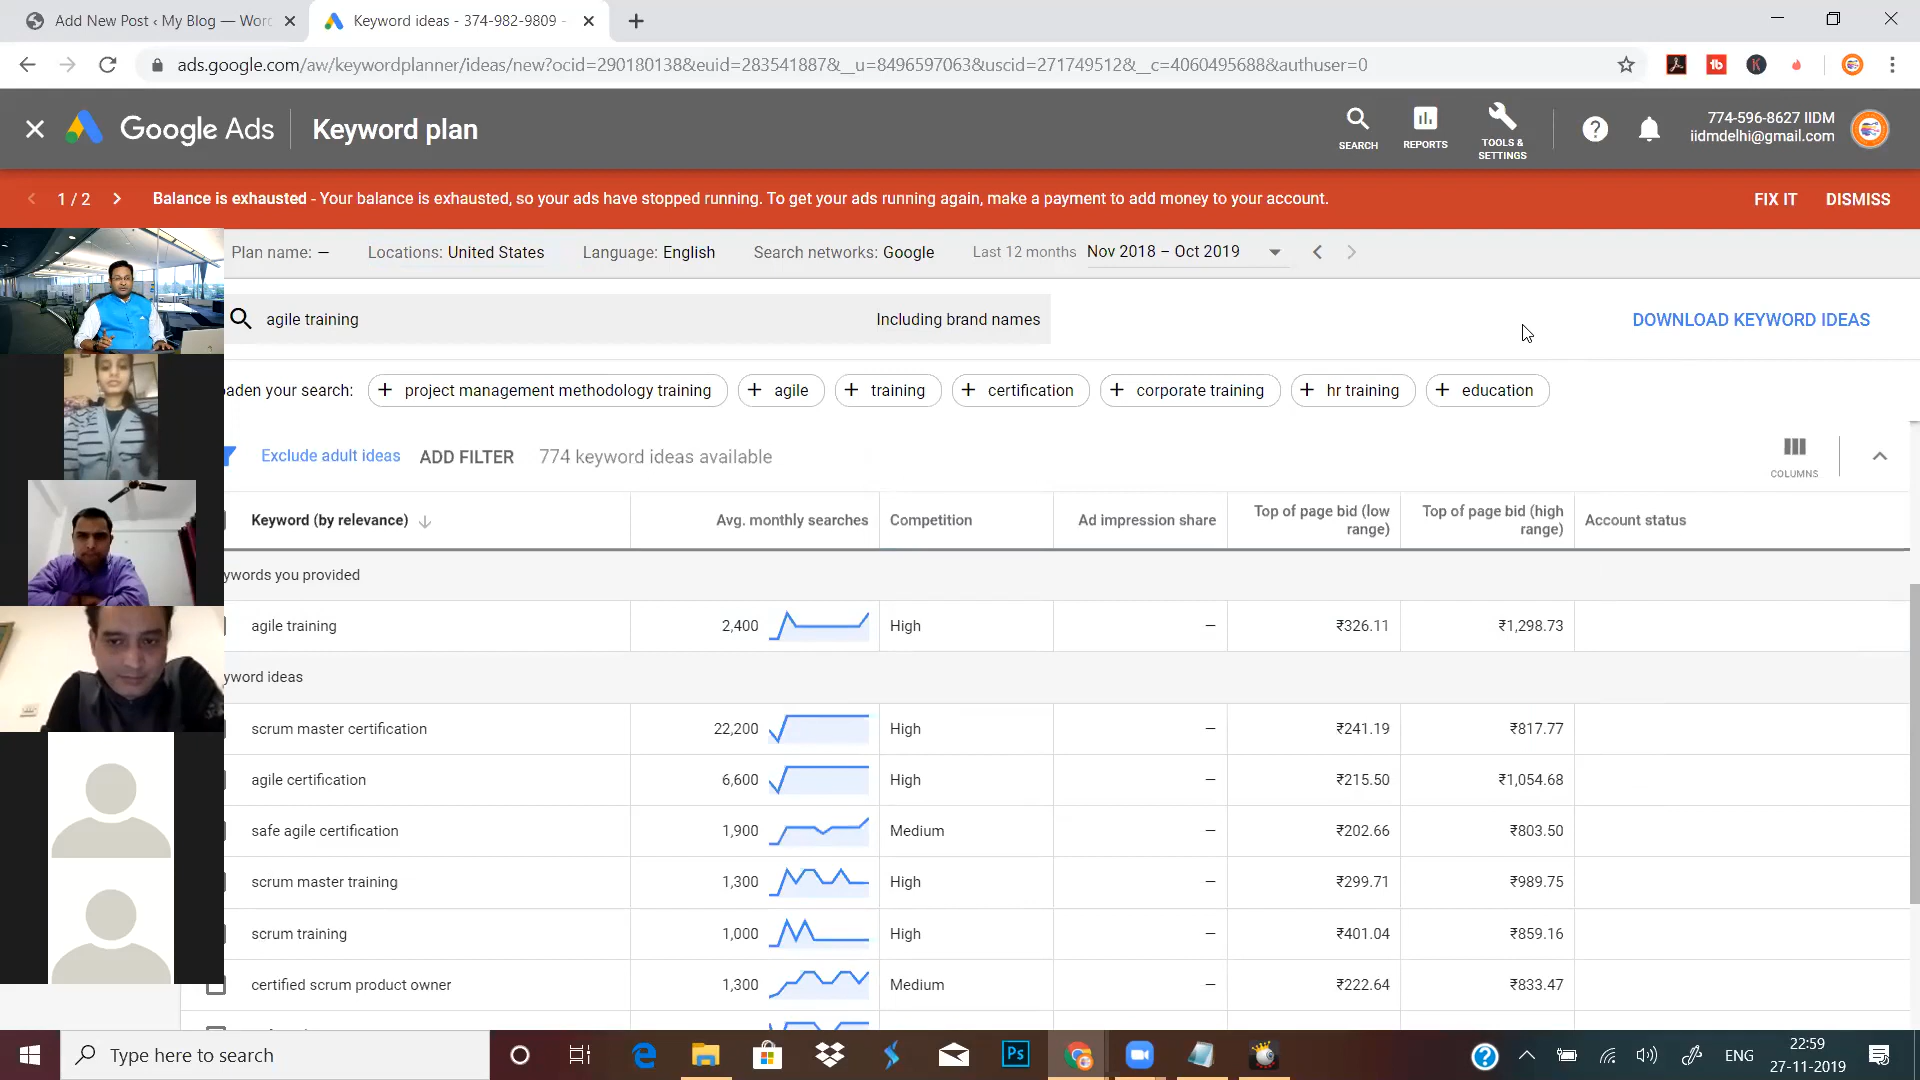 Add New Post ‹ My Blog — Word
Keyword ideas - 374-982-9809 -
ads.google.com/aw/keywordplanner/ideas/new?ocid=290180138&euid=283541887&__u=8496597063&uscid=271749512&__c=4060495688&authuser=0
Google Ads
Keyword plan
SEARCH
REPORTS
TOOLS &
SETTINGS
774-596-8627 IIDM
iidmdelhi@gmail.com
1 / 2
Balance is exhausted - Your balance is exhausted, so your ads have stopped running. To get your ads running again, make a payment to add money to your account.
FIX IT
DISMISS
Plan name: –
Locations: United States
Language: English
Search networks: Google
Last 12 months
Nov 2018 – Oct 2019
agile training
Including brand names
DOWNLOAD KEYWORD IDEAS
aden your search:
+ project management methodology training
+ agile
+ training
+ certification
+ corporate training
+ hr training
+ education
Exclude adult ideas
ADD FILTER
774 keyword ideas available
COLUMNS
Keyword (by relevance)
Avg. monthly searches
Competition
Ad impression share
Top of page bid (low
range)
Top of page bid (high
range)
Account status
ywords you provided
agile training 2,400 High – ₹326.11 ₹1,298.73
yword ideas
scrum master certification 22,200 High – ₹241.19 ₹817.77
agile certification 6,600 High – ₹215.50 ₹1,054.68
safe agile certification 1,900 Medium – ₹202.66 ₹803.50
scrum master training 1,300 High – ₹299.71 ₹989.75
scrum training 1,000 High – ₹401.04 ₹859.16
certified scrum product owner 1,300 Medium – ₹222.64 ₹833.47
Type here to search
Ps
ENG
22:59
27-11-2019